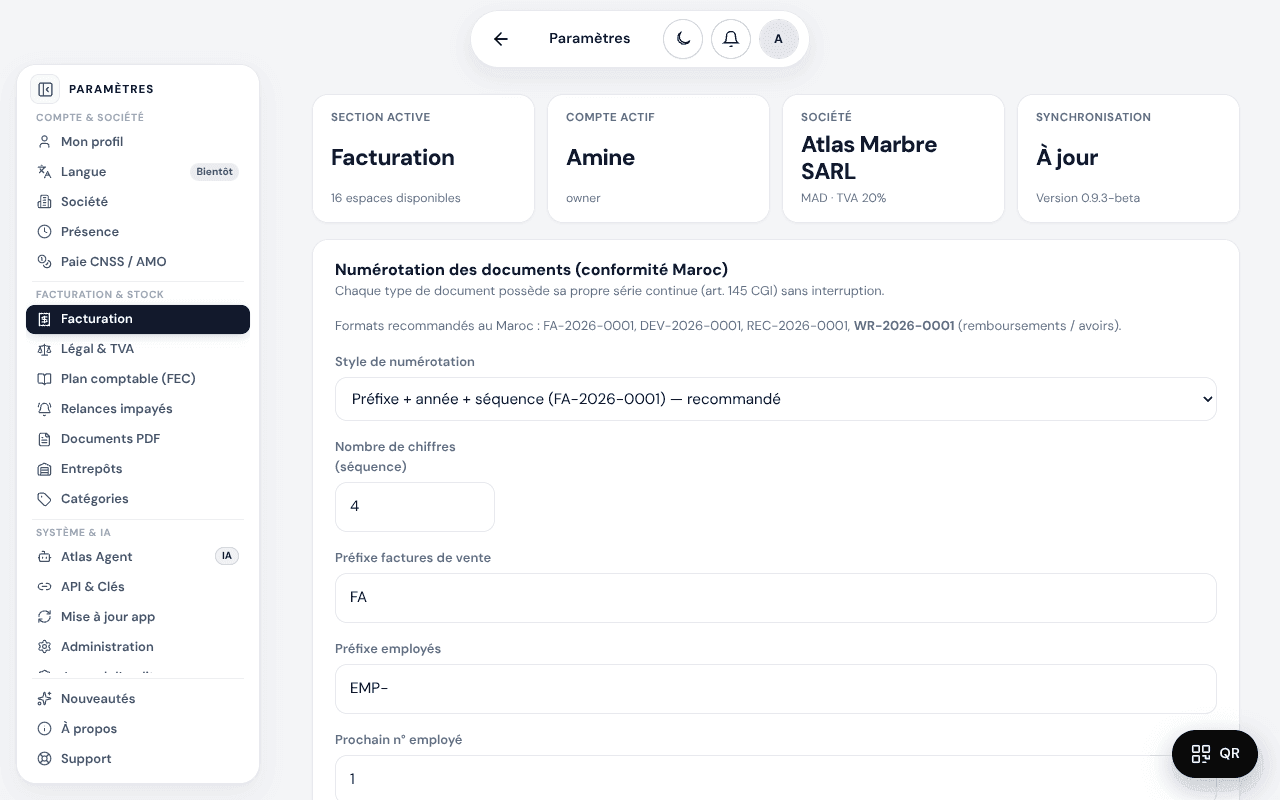 Paramètres
A
PARAMÈTRES
COMPTE & SOCIÉTÉ
Mon profil
Langue
Bientôt
Société
Présence
Paie CNSS / AMO
FACTURATION & STOCK
Facturation
Légal & TVA
Plan comptable (FEC)
Relances impayés
Documents PDF
Entrepôts
Catégories
SYSTÈME & IA
Atlas Agent
IA
API & Clés
Mise à jour app
Administration
Nouveautés
À propos
Support
SECTION ACTIVE
Facturation
16 espaces disponibles
COMPTE ACTIF
Amine
owner
SOCIÉTÉ
Atlas Marbre
SARL
MAD · TVA 20%
SYNCHRONISATION
À jour
Version 0.9.3-beta
Numérotation des documents (conformité Maroc)
Chaque type de document possède sa propre série continue (art. 145 CGI) sans interruption.
Formats recommandés au Maroc : FA-2026-0001, DEV-2026-0001, REC-2026-0001, WR-2026-0001 (remboursements / avoirs).
Style de numérotation
Préfixe + année + séquence (FA-2026-0001) — recommandé
Nombre de chiffres
(séquence)
4
Préfixe factures de vente
FA
Préfixe employés
EMP-
Prochain n° employé
1
QR